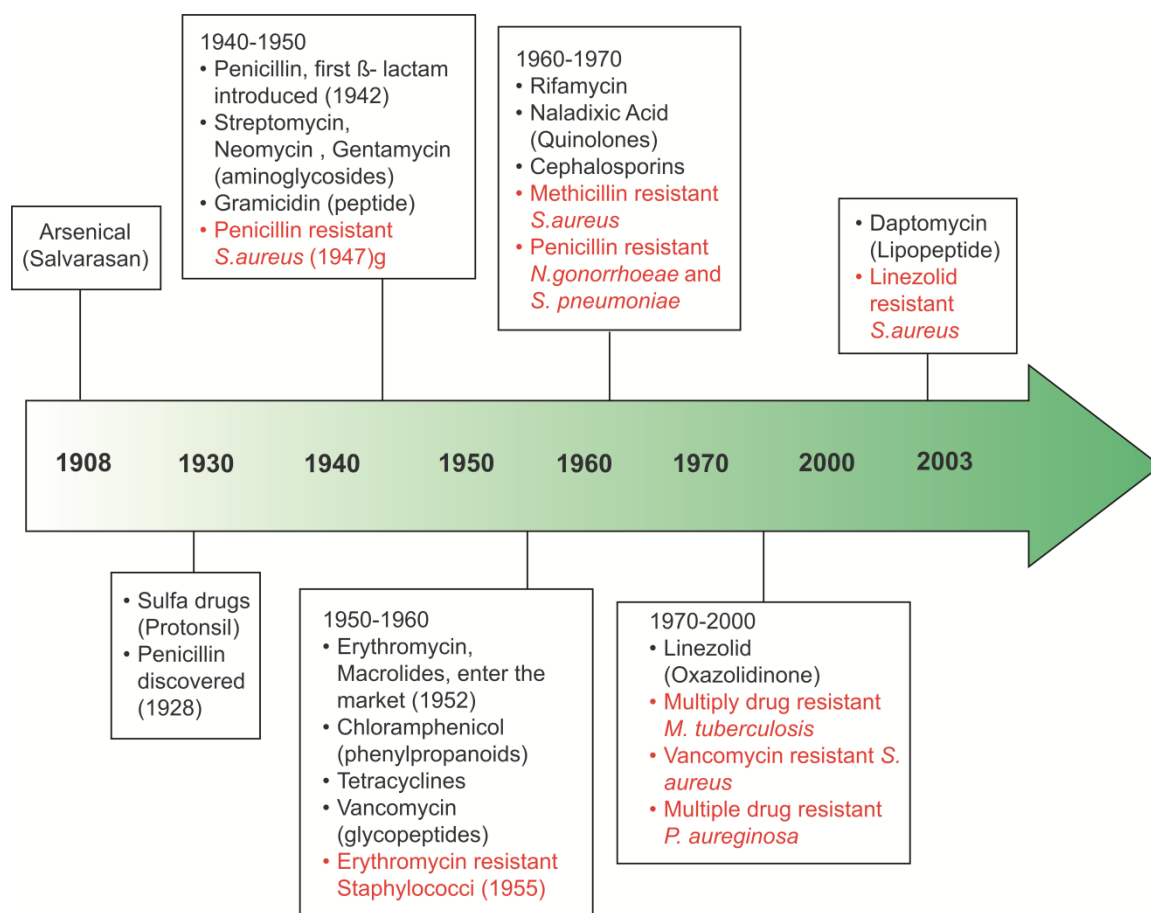 Arsenical
(Salvarasan)
1940-1950
• Penicillin, first ß- lactam
introduced (1942)
• Streptomycin,
Neomycin , Gentamycin
(aminoglycosides)
• Gramicidin (peptide)
• Penicillin resistant
S.aureus (1947)g
1960-1970
• Rifamycin
• Naladixic Acid
(Quinolones)
• Cephalosporins
• Methicillin resistant
S.aureus
• Penicillin resistant
N.gonorrhoeae and
S. pneumoniae
• Daptomycin
(Lipopeptide)
• Linezolid
resistant
S.aureus
1908 1930 1940 1950 1960 1970 2000 2003
• Sulfa drugs
(Protonsil)
• Penicillin
discovered
(1928)
1950-1960
• Erythromycin,
Macrolides, enter the
market (1952)
• Chloramphenicol
(phenylpropanoids)
• Tetracyclines
• Vancomycin
(glycopeptides)
• Erythromycin resistant
Staphylococci (1955)
1970-2000
• Linezolid
(Oxazolidinone)
• Multiply drug resistant
M. tuberculosis
• Vancomycin resistant S.
aureus
• Multiple drug resistant
P. aureginosa